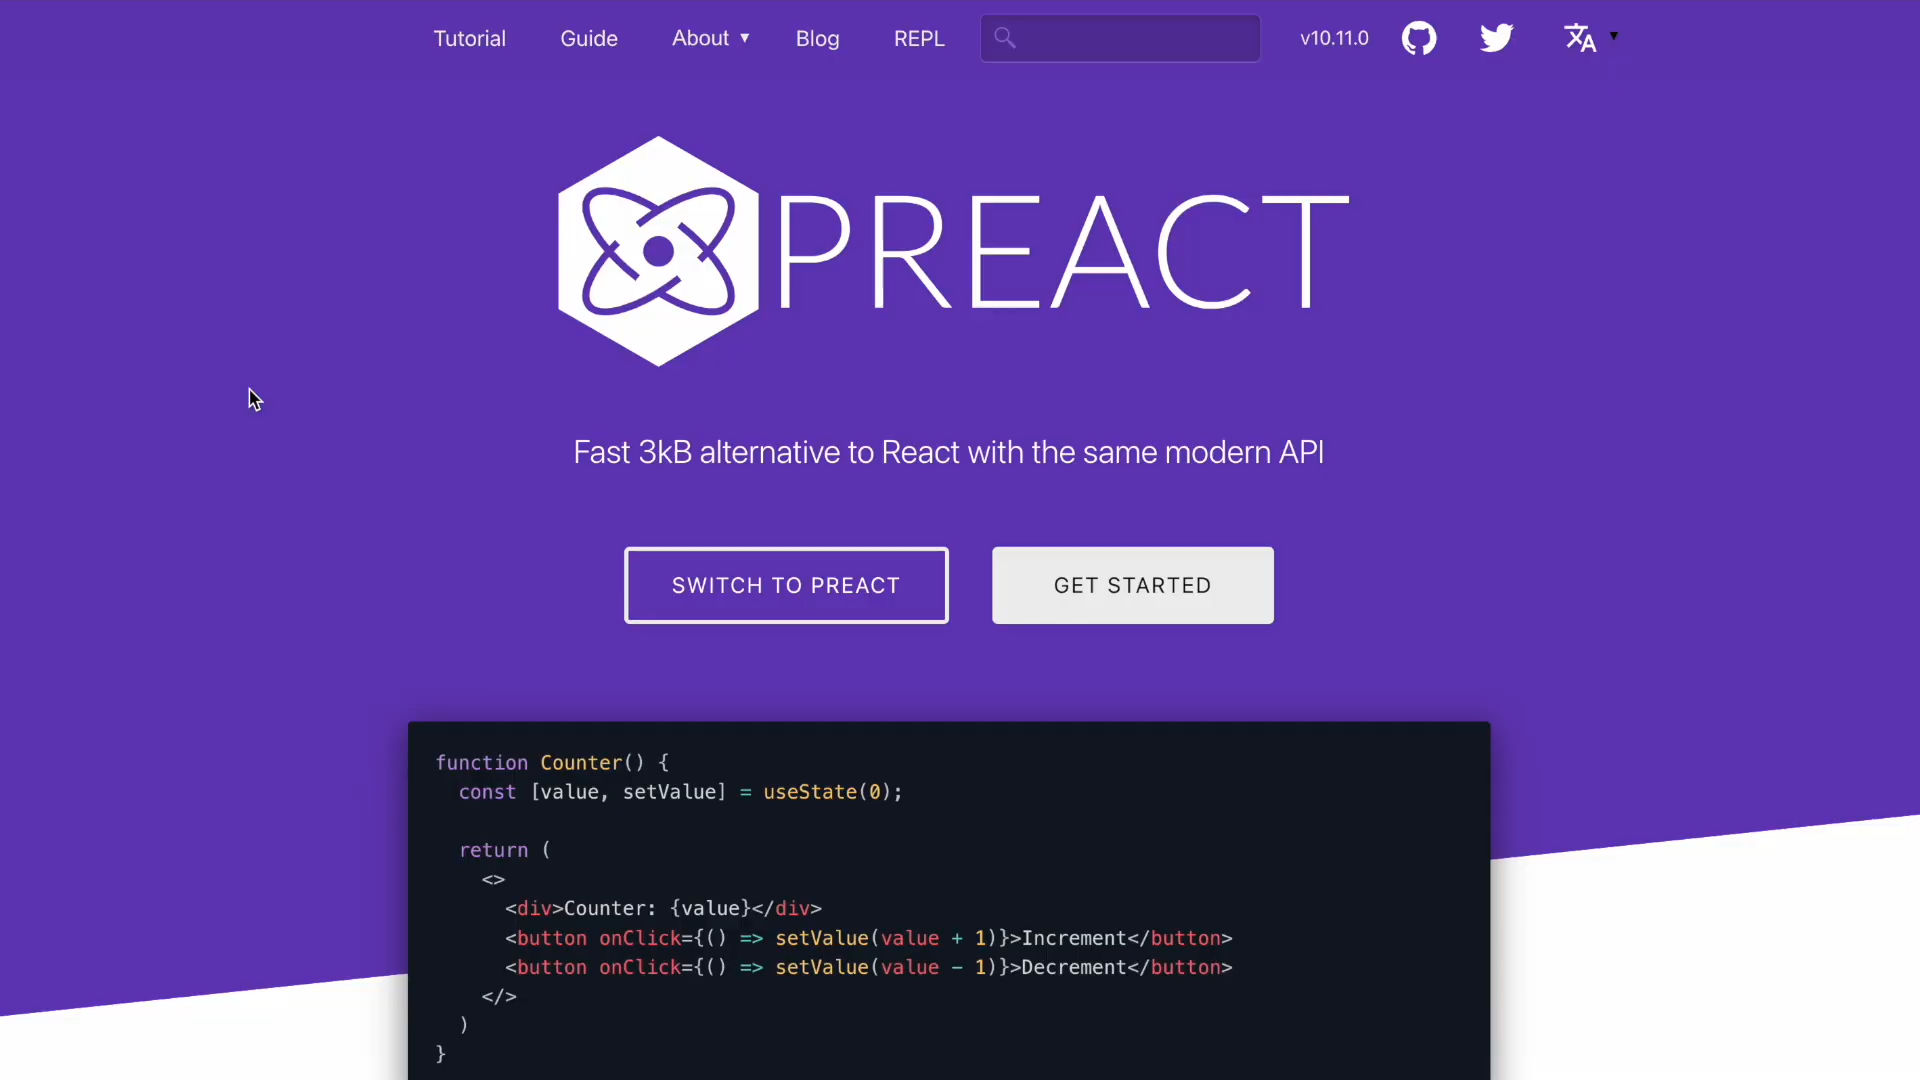 Tutorial Guide About ▼ Blog REPL v10.11.0
PREACT
Fast 3kB alternative to React with the same modern API
SWITCH TO PREACT GET STARTED
function Counter() {
  const [value, setValue] = useState(0);

  return (
    <>
      <div>Counter: {value}</div>
      <button onClick={() => setValue(value + 1)}>Increment</button>
      <button onClick={() => setValue(value - 1)}>Decrement</button>
    </>
  )
}